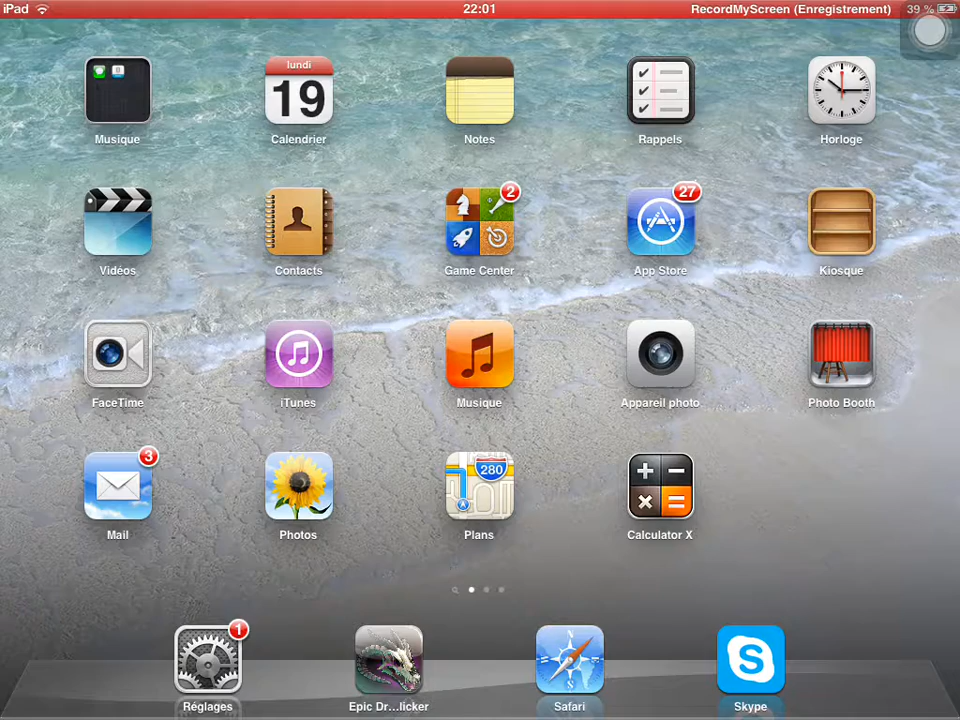 iPad 22:01 RecordMyScreen (Enregistrement) 39 %
lundi
19
Musique Calendrier Notes Rappels Horloge
2 27
Vidéos Contacts Game Center App Store Kiosque
FaceTime iTunes Musique Appareil photo Photo Booth
3
280
Mail Photos Plans Calculator X
1
N
S
Réglages Epic Dr...licker Safari Skype